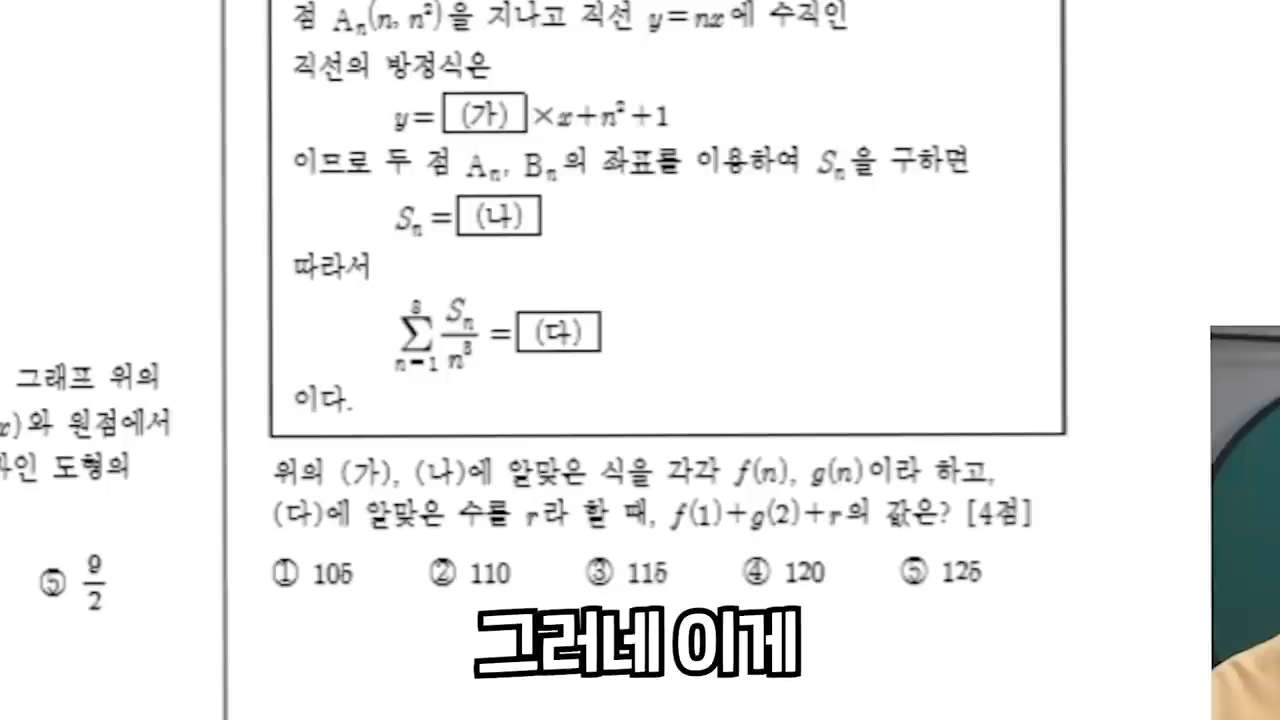 점 Aₙ(n, n²)을 지나고 직선 y=nx에 수직인
직선의 방정식은
y= (가) ×x+n²+1
이므로 두 점 Aₙ, Bₙ의 좌표를 이용하여 Sₙ을 구하면
Sₙ= (나)
따라서
∑ₙ₌₁⁸ Sₙ/n³ = (다)
이다.
위의 (가), (나)에 알맞은 식을 각각 f(n), g(n)이라 하고,
(다)에 알맞은 수를 r라 할 때, f(1)+g(2)+r의 값은? [4점]
① 105 ② 110 ③ 115 ④ 120 ⑤ 125
그래프 위의
x)와 원점에서
도형의
⑤ 9/2
그러네 이게